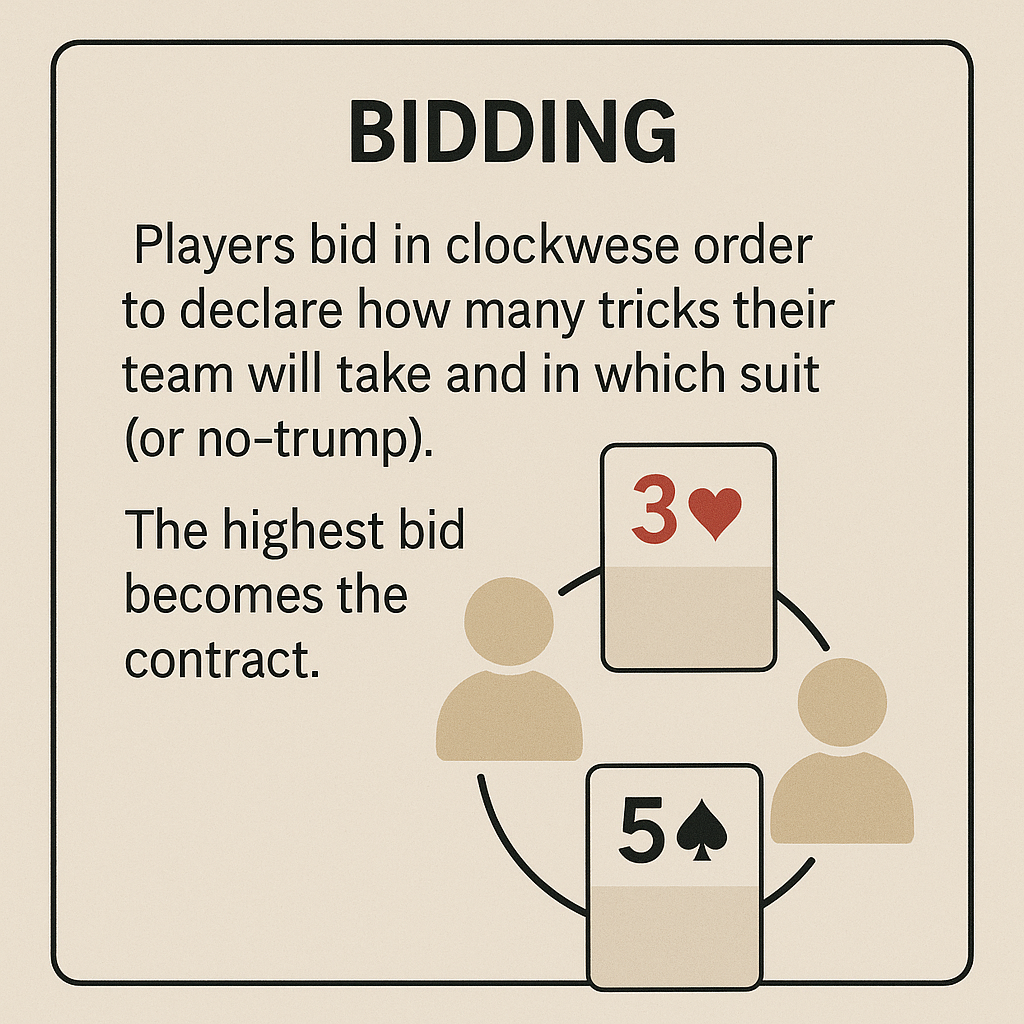 BIDDING
Players bid in clockwese order
to declare how many tricks their
team will take and in which suit
(or no-trump).
The highest bid
becomes the
contract.
3♥
5♠